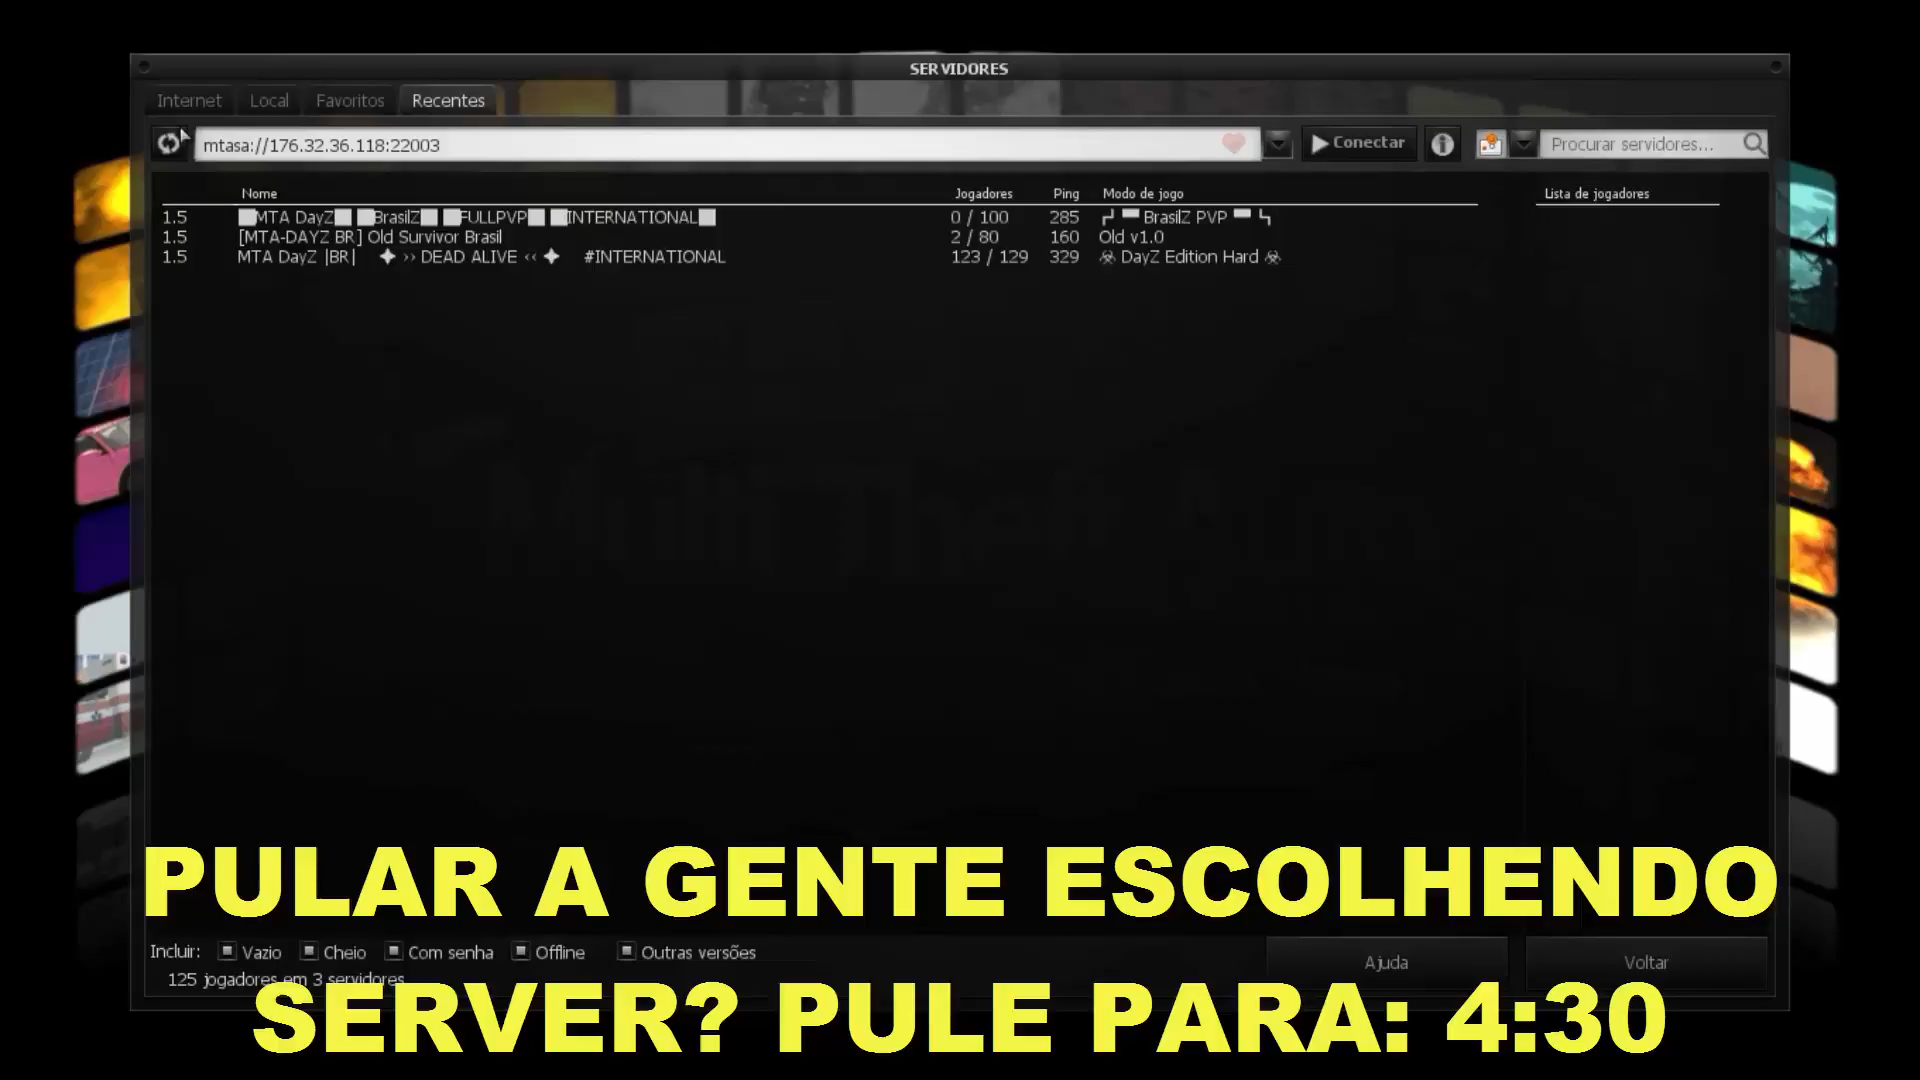 SERVIDORES
Internet Local Favoritos Recentes
mtasa://176.32.36.118:22003 Conectar Procurar servidores...
Nome Jogadores Ping Modo de jogo Lista de jogadores
1.5 █MTA DayZ█ █BrasilZ█ █FULLPVP█ █INTERNATIONAL█ 0 / 100 285 ┌┘ ▀ BrasilZ PVP ▀ └┐
1.5 [MTA-DAYZ BR] Old Survivor Brasil 2 / 80 160 Old v1.0
1.5 MTA DayZ |BR| ✦ ›› DEAD ALIVE ‹‹ ✦ #INTERNATIONAL 123 / 129 329 ☣ DayZ Edition Hard ☣
PULAR A GENTE ESCOLHENDO
Incluir: Vazio Cheio Com senha Offline Outras versões Ajuda Voltar
125 jogadores em 3 servidores
SERVER? PULE PARA: 4:30